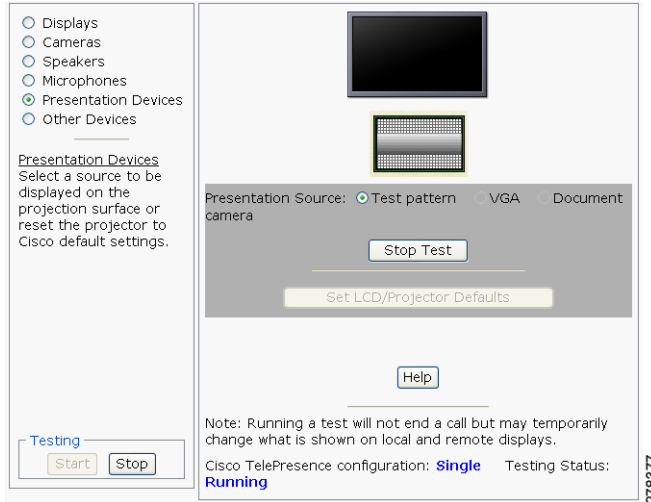 Displays
Cameras
Speakers
Microphones
Presentation Devices
Other Devices
Presentation Devices
Select a source to be
displayed on the
projection surface or
reset the projector to
Cisco default settings.
Testing
Start Stop
Presentation Source: Test pattern VGA Document
camera
Stop Test
Set LCD/Projector Defaults
Help
Note: Running a test will not end a call but may temporarily
change what is shown on local and remote displays.
Cisco TelePresence configuration: Single Testing Status:
Running